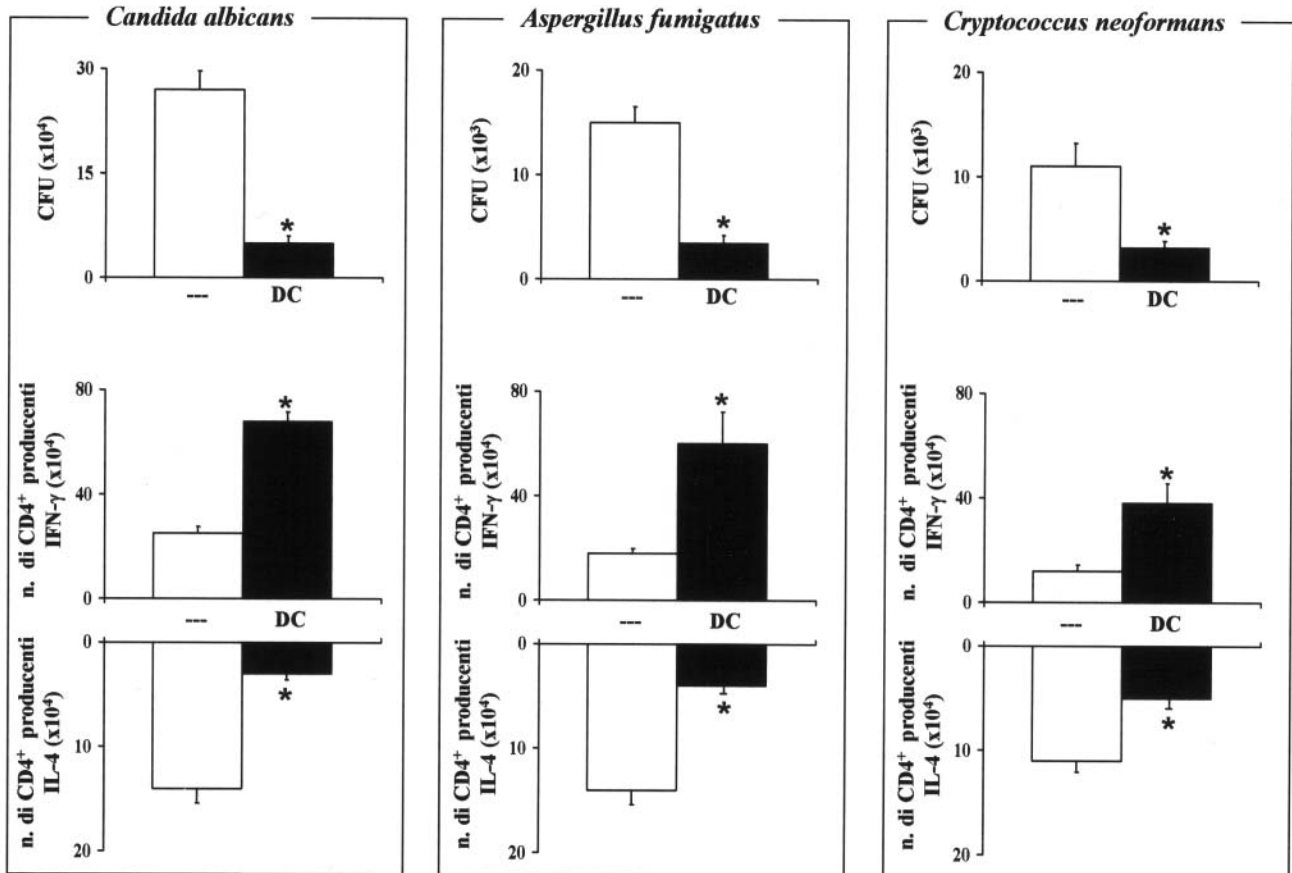 Candida albicans
CFU (x10⁴)
30
15
0
*
---
DC
n. di CD4⁺ producenti
IFN-γ (x10⁴)
80
40
0
*
---
DC
n. di CD4⁺ producenti
IL-4 (x10⁴)
0
10
20
*
Aspergillus fumigatus
CFU (x10³)
20
10
0
*
---
DC
n. di CD4⁺ producenti
IFN-γ (x10⁴)
80
40
0
*
---
DC
n. di CD4⁺ producenti
IL-4 (x10⁴)
0
10
20
*
Cryptococcus neoformans
CFU (x10³)
20
10
0
*
---
DC
n. di CD4⁺ producenti
IFN-γ (x10⁴)
80
40
0
*
---
DC
n. di CD4⁺ producenti
IL-4 (x10⁴)
0
10
20
*